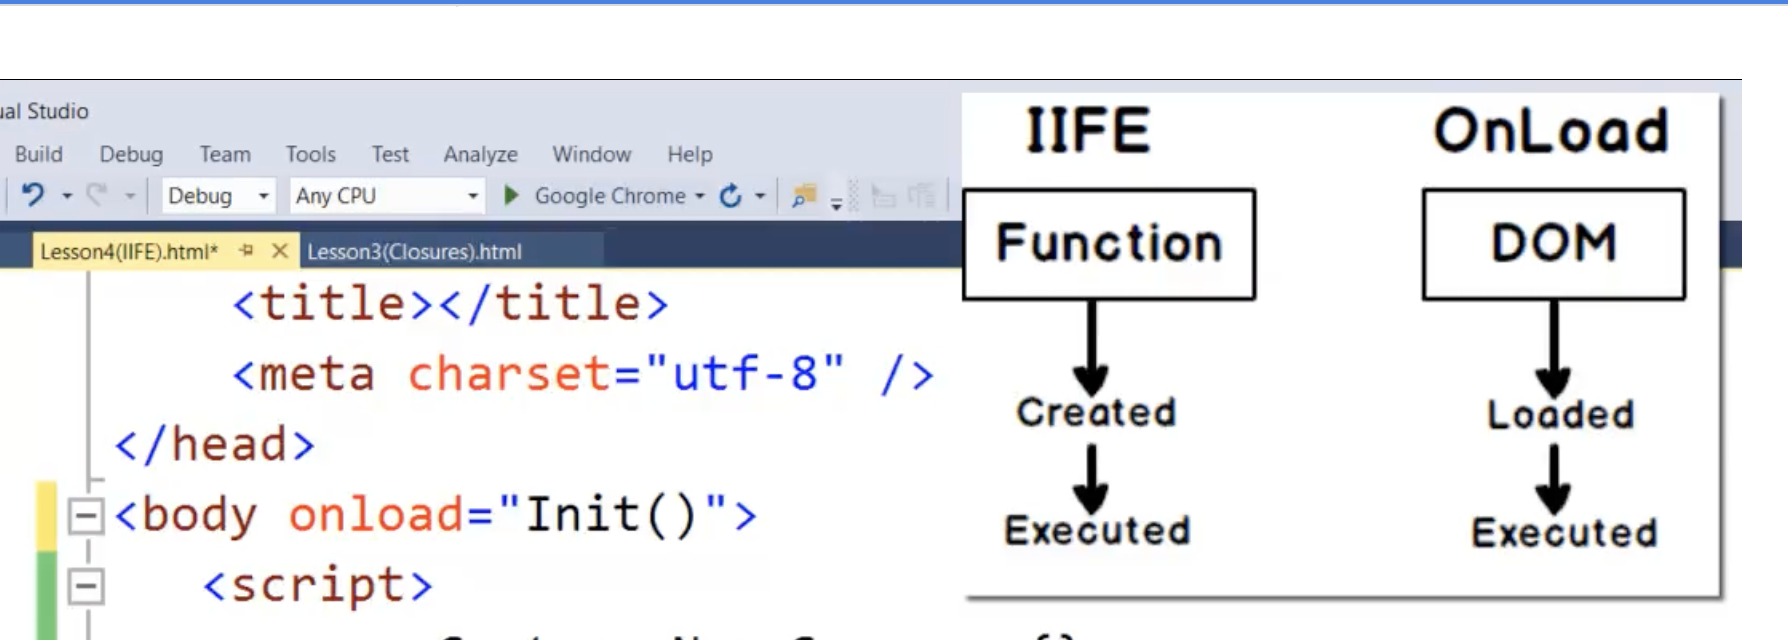 Studio
Build Debug Team Tools Test Analyze Window Help
Debug Any CPU Google Chrome
Lesson4(IIFE).html* Lesson3(Closures).html
<title></title>
<meta charset="utf-8" />
</head>
<body onload="Init()">
<script>
IIFE
Function
Created
Executed
OnLoad
DOM
Loaded
Executed